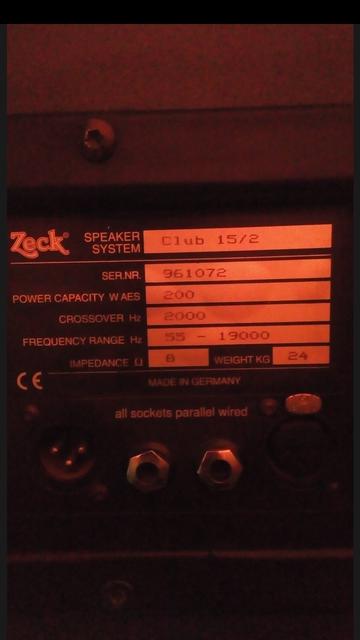 Zeck® SPEAKER SYSTEM Club 15/2
SER.NR. 961072
POWER CAPACITY W AES 200
CROSSOVER Hz 2000
FREQUENCY RANGE Hz 55 - 19000
IMPEDANCE Ω 8 WEIGHT KG 24
CE MADE IN GERMANY
all sockets parallel wired